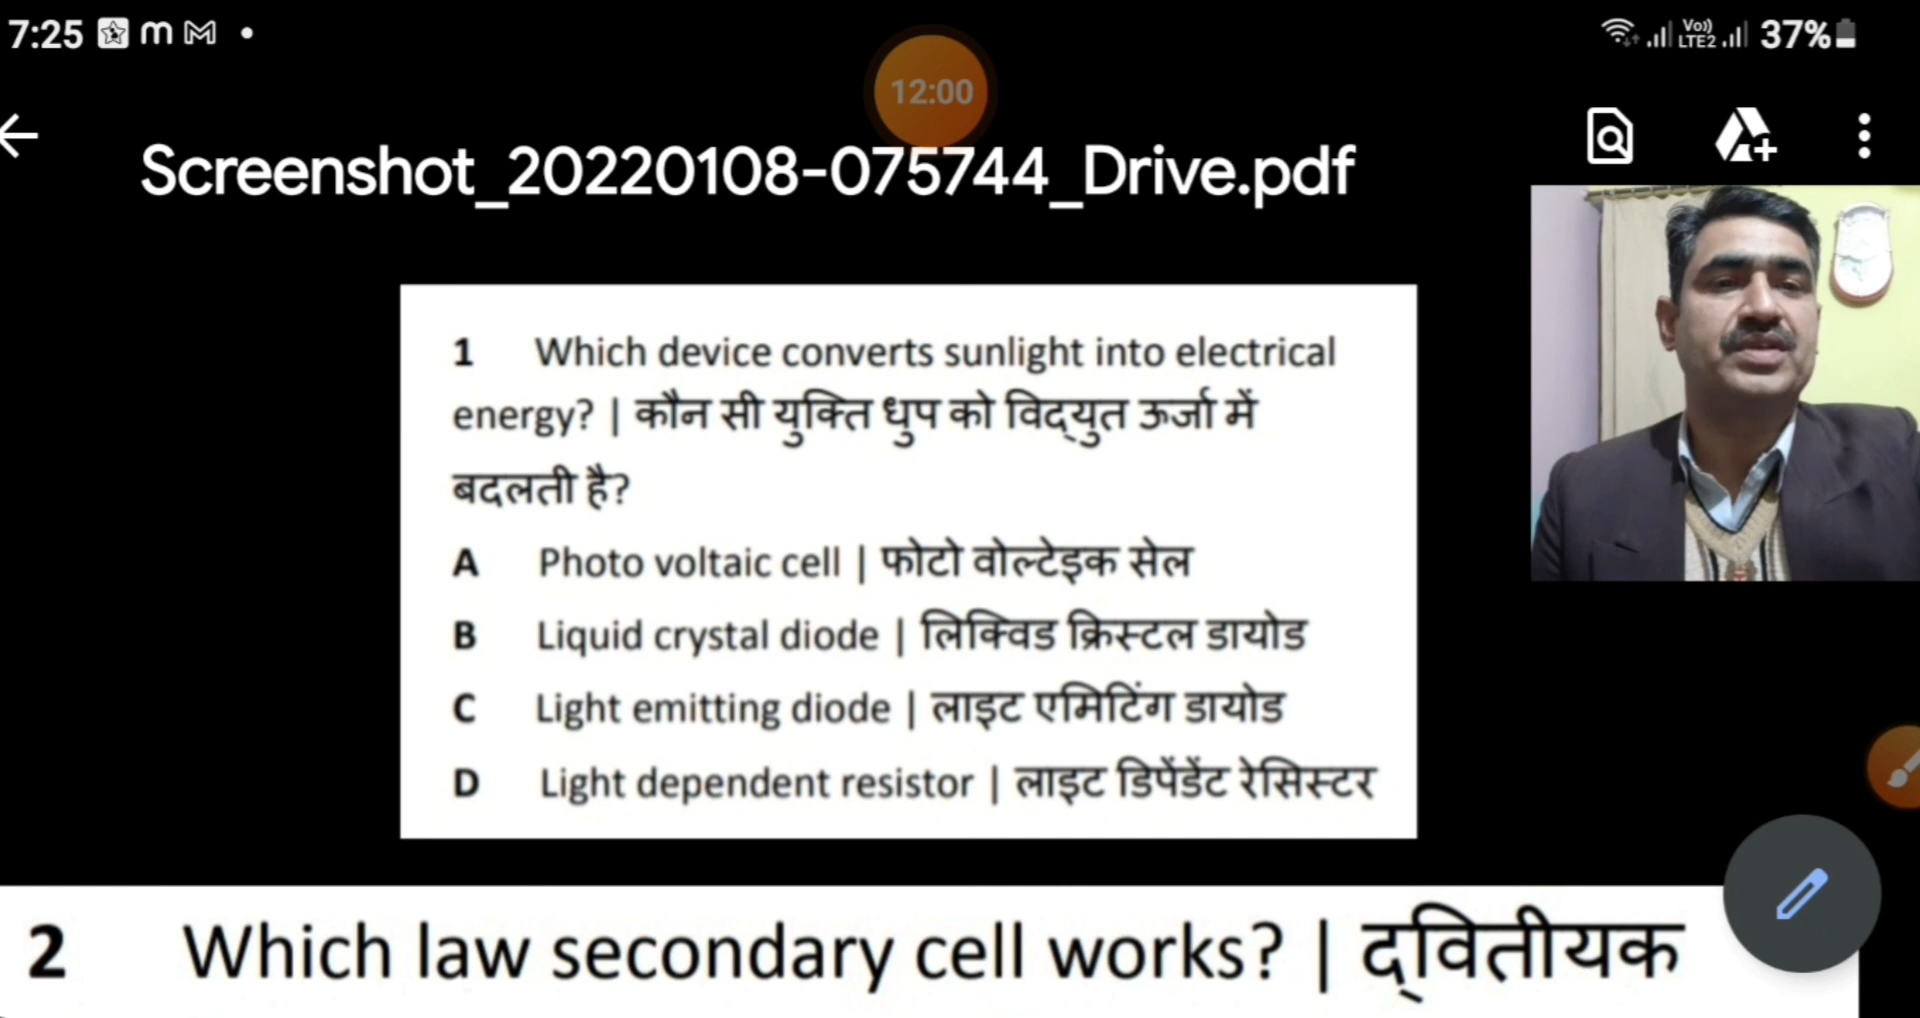 7:25 m M
Vo)) LTE2 37%
12:00
Screenshot_20220108-075744_Drive.pdf
1 Which device converts sunlight into electrical
energy? | कौन सी युक्ति धुप को विद्युत ऊर्जा में
बदलती है?
A Photo voltaic cell | फोटो वोल्टेइक सेल
B Liquid crystal diode | लिक्विड क्रिस्टल डायोड
C Light emitting diode | लाइट एमिटिंग डायोड
D Light dependent resistor | लाइट डिपेंडेंट रेसिस्टर
2 Which law secondary cell works? | द्वितीयक